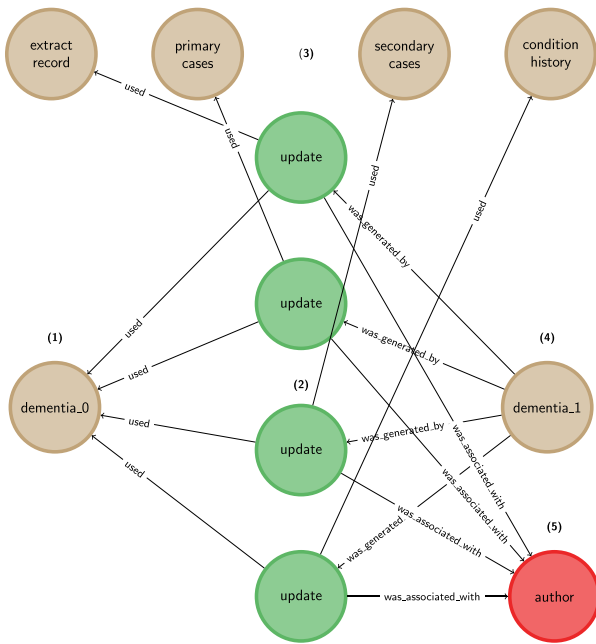 extract
record
primary
cases
(3)
secondary
cases
condition
history
used
used
update
used
used
was_generated_by
used
update
(1)
(4)
was_generated_by
used
(2)
dementia_0
dementia_1
used
was_generated_by
update
was_associated_with
used
was_associated_with
was_associated_with
was_generated
(5)
update
was_associated_with
author